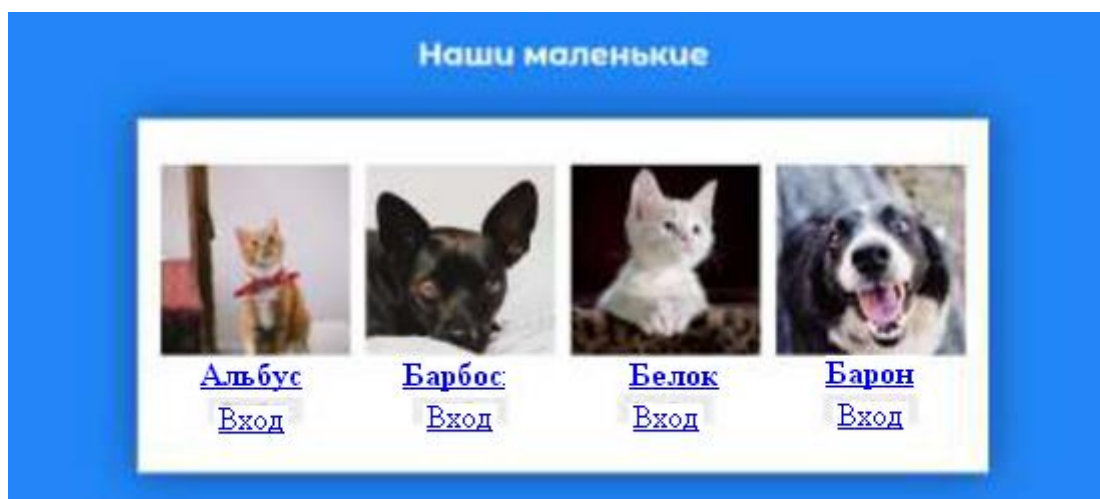 Наши маленькие
Альбус Барбос Белок Барон
Вход Вход Вход Вход